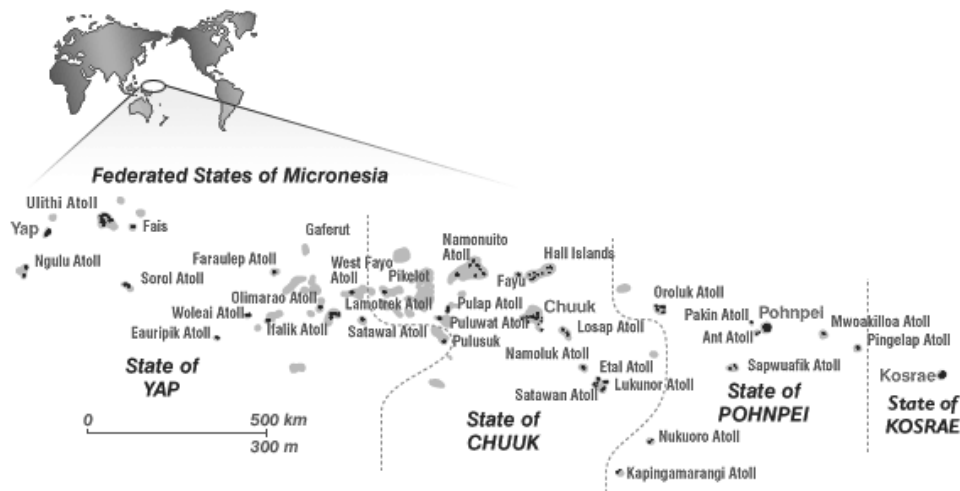 Federated States of Micronesia
Ulithi Atoll
Yap
Fais
Ngulu Atoll
Sorol Atoll
Faraulep Atoll
Gaferut
West Fayo
Atoll
Pikelot
Namonuito
Atoll
Hall Islands
Fayu
Olimarao Atoll
Lamotrek Atoll
Woleai Atoll
Ifalik Atoll
Eauripik Atoll
Satawal Atoll
Pulap Atoll
Puluwat Atoll
Pulusuk
Chuuk
Losap Atoll
Namoluk Atoll
Etal Atoll
Satawan Atoll
Lukunor Atoll
Oroluk Atoll
Pakin Atoll
Pohnpei
Ant Atoll
Mwoakilloa Atoll
Pingelap Atoll
Sapwuafik Atoll
Kosrae
Nukuoro Atoll
Kapingamarangi Atoll
State of
YAP
State of
CHUUK
State of
POHNPEI
State of
KOSRAE
0 500 km
300 m